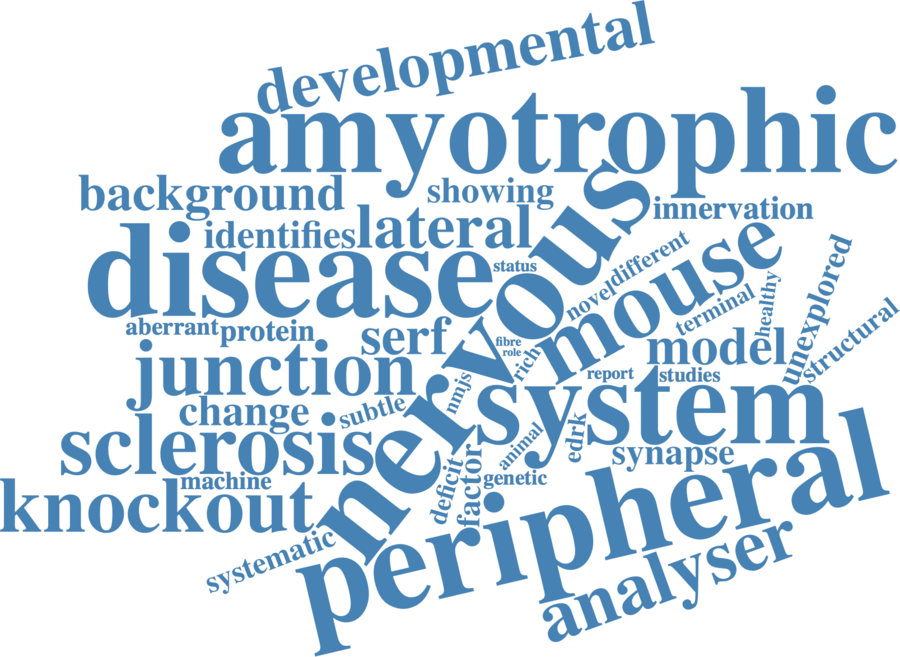 developmental
amyotrophic
background
showing
nervous
innervation
identifies
lateral
disease
status
different
novel
mouse
terminal
healthy
unexplored
structural
aberrant
protein
serf
fibre
role
rich
model
junction
nmjs
report
studies
system
change
subtle
sclerosis
animal
edrk
synapse
machine
deficit
factor
genetic
knockout
peripheral
systematic
analyser